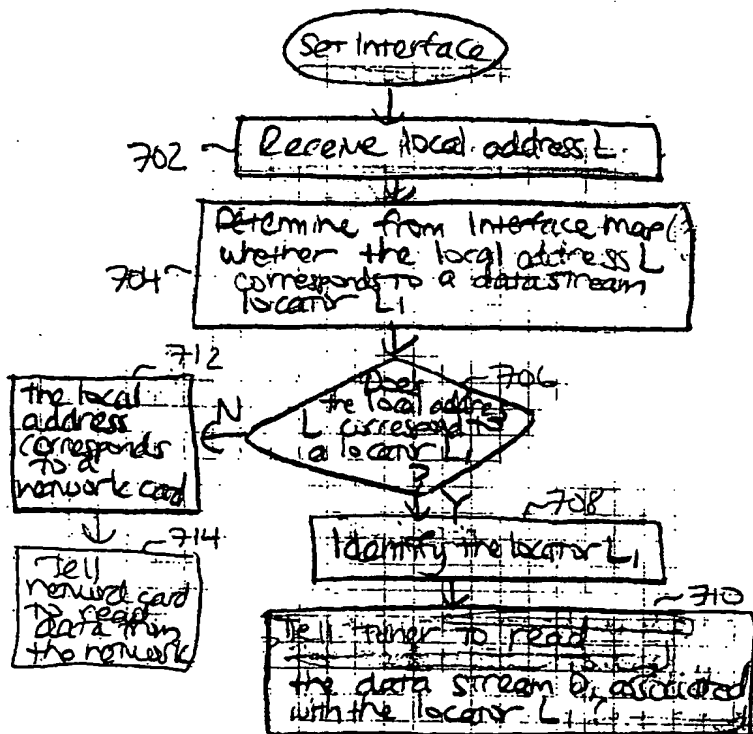 Set Interface
702
Receive local address L
704
Determine from Interface map(
whether the local address L
corresponds to a data stream
locator L1
706
Does
the local address
L correspond to
a locator L1
?
N
Y
712
the local
address
corresponds
to a
network card
714
Tell
network card
to read
data from
the network
708
Identify the locator L1
710
Tell tuner to read
the data stream D1 associated
with the locator L1